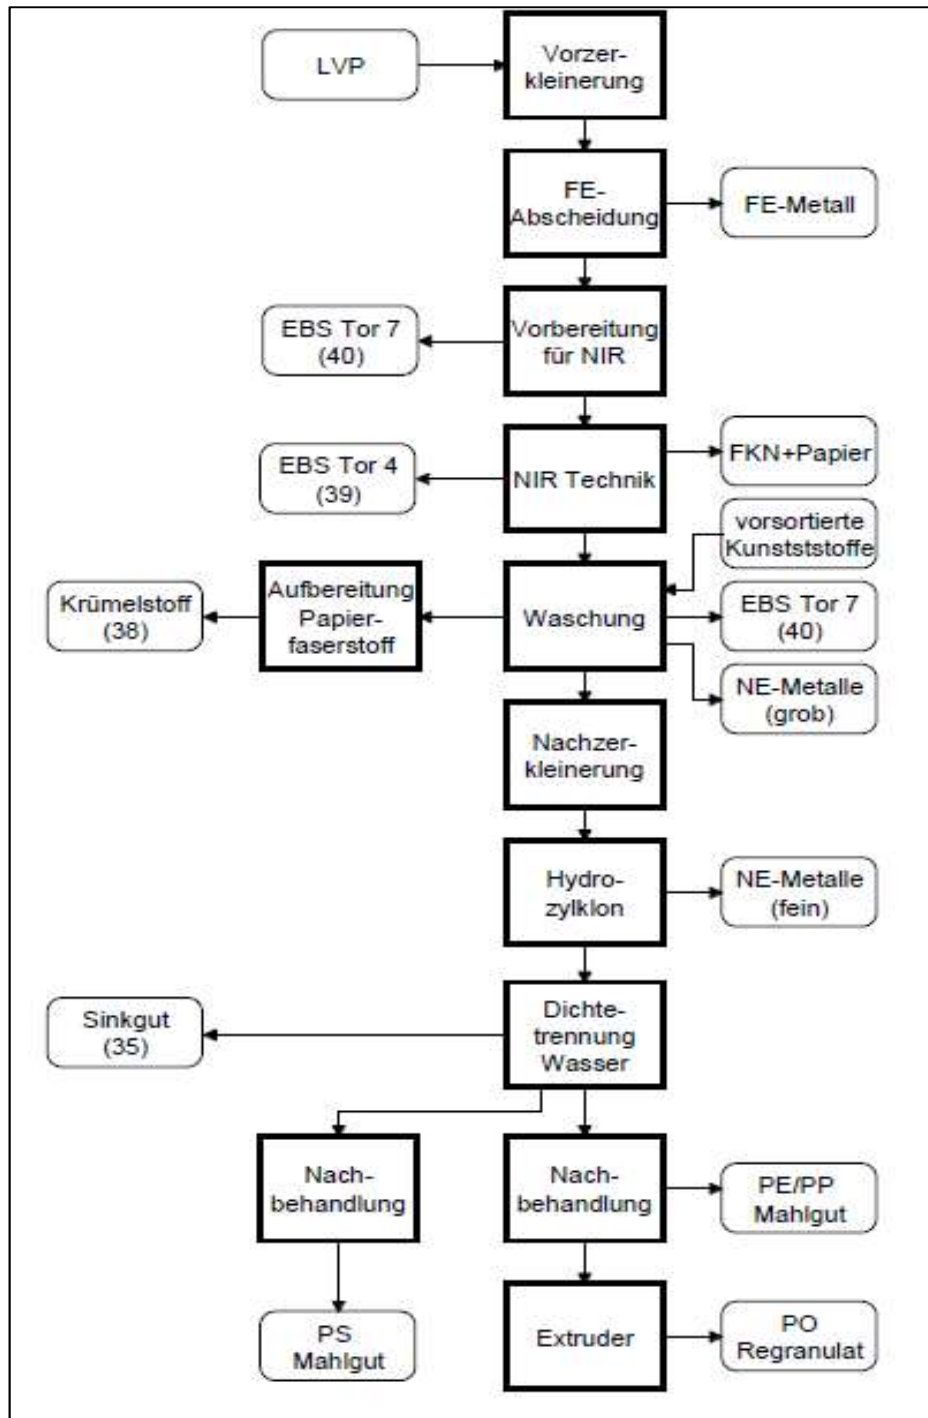 LVP
Vorzer-
kleinerung
FE-
Abscheidung
FE-Metall
EBS Tor 7
(40)
Vorbereitung
für NIR
EBS Tor 4
(39)
NIR Technik
FKN+Papier
vorsortierte
Kunstststoffe
Krümelstoff
(38)
Aufbereitung
Papier-
faserstoff
Waschung
EBS Tor 7
(40)
NE-Metalle
(grob)
Nachzer-
kleinerung
Hydro-
zylklon
NE-Metalle
(fein)
Sinkgut
(35)
Dichte-
trennung
Wasser
Nach-
behandlung
Nach-
behandlung
PE/PP
Mahlgut
PS
Mahlgut
Extruder
PO
Regranulat